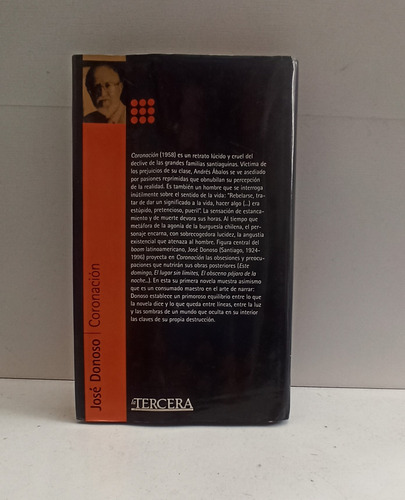 Coronación (1958) es un retrato lúcido y cruel del
declive de las grandes familias santiaguinas. Víctima de
los prejuicios de su clase, Andrés Ábalos se ve asediado
por pasiones reprimidas que obnubilan su percepción
de la realidad. Es también un hombre que se interroga
inútilmente sobre el sentido de la vida: "Rebelarse, tra-
tar de dar un significado a la vida, hacer algo (...) era
estúpido, pretencioso, pueril". La sensación de estanca-
miento y de muerte devora sus horas. Al tiempo que
metáfora de la agonía de la burguesía chilena, el per-
sonaje encarna, con sobrecogedora lucidez, la angustia
existencial que atenaza al hombre. Figura central del
boom latinoamericano, José Donoso (Santiago, 1924-
1996) proyecta en Coronación las obsesiones y preocu-
paciones que nutrirán sus obras posteriores (Este
domingo, El lugar sin límites, El obsceno pájaro de la
noche...). En esta su primera novela muestra asimismo
que es un consumado maestro en el arte de narrar:
Donoso establece un primoroso equilibrio entre lo que
la novela dice y lo que queda entre líneas, entre la luz
y las sombras de un mundo que oculta en su interior
las claves de su propia destrucción.
José Donoso | Coronación
LA TERCERA